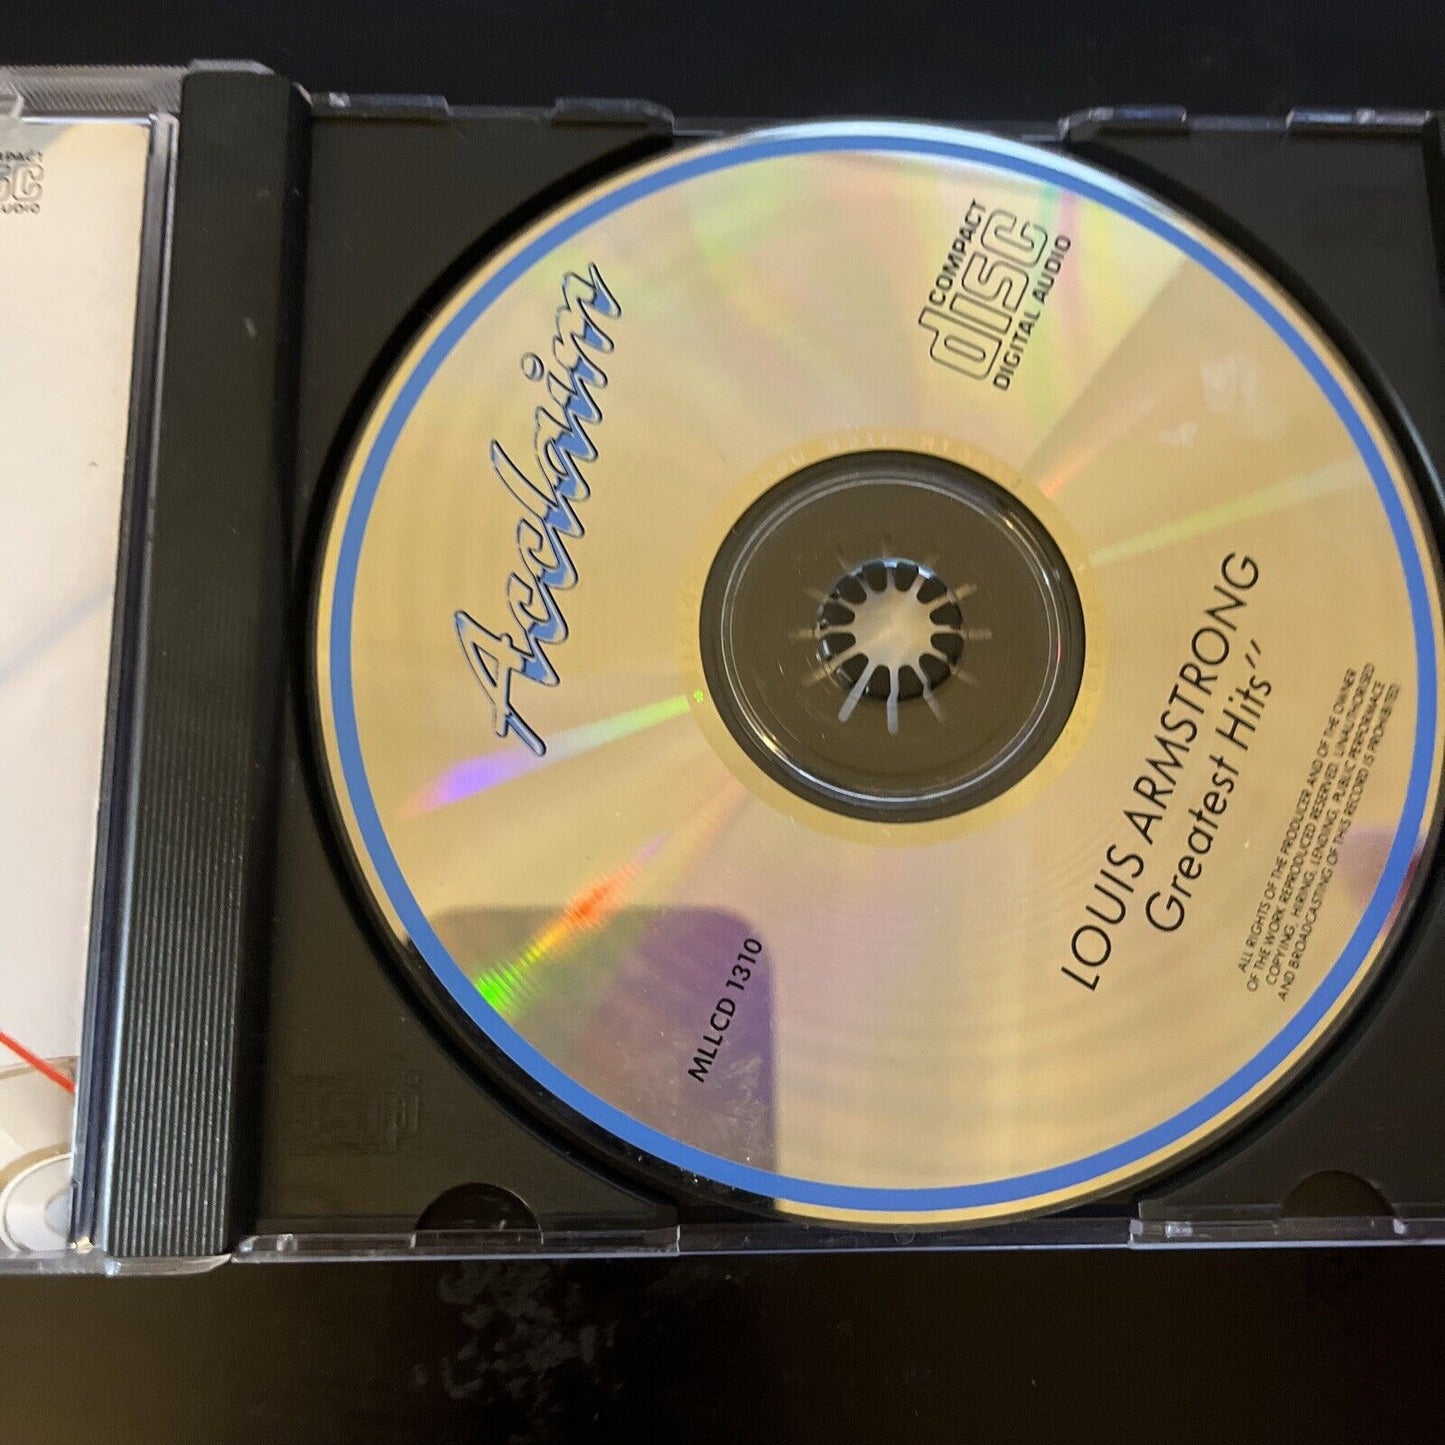 Acclaim
COMPACT
disc
DIGITAL AUDIO
MLLCD 1310
LOUIS ARMSTRONG
Greatest Hits"
ALL RIGHTS OF THE PRODUCER AND OF THE OWNER
OF THE WORK REPRODUCED RESERVED. UNAUTHORISED
COPYING, HIRING, LENDING, PUBLIC PERFORMACE
AND BROADCASTING OF THIS RECORD IS PROHIBITED.